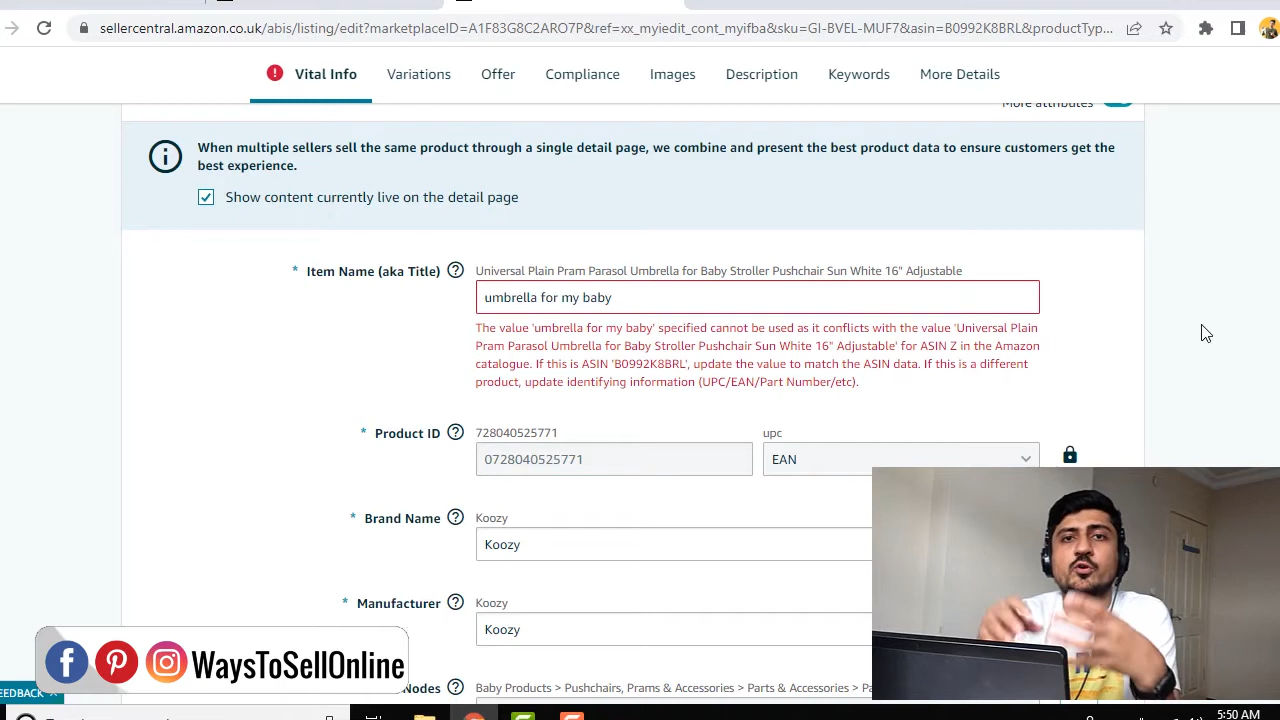 sellercentral.amazon.co.uk/abis/listing/edit?marketplaceID=A1F83G8C2ARO7P&ref=xx_myiedit_cont_myifba&sku=GI-BVEL-MUF7&asin=B0992K8BRL&productTyp...
Vital Info Variations Offer Compliance Images Description Keywords More Details
More attributes
When multiple sellers sell the same product through a single detail page, we combine and present the best product data to ensure customers get the
best experience.
Show content currently live on the detail page
* Item Name (aka Title) ? Universal Plain Pram Parasol Umbrella for Baby Stroller Pushchair Sun White 16" Adjustable
umbrella for my baby
The value 'umbrella for my baby' specified cannot be used as it conflicts with the value 'Universal Plain
Pram Parasol Umbrella for Baby Stroller Pushchair Sun White 16" Adjustable' for ASIN Z in the Amazon
catalogue. If this is ASIN 'B0992K8BRL', update the value to match the ASIN data. If this is a different
product, update identifying information (UPC/EAN/Part Number/etc).
* Product ID ? 728040525771 upc
0728040525771 EAN
* Brand Name ? Koozy
Koozy
* Manufacturer ? Koozy
Koozy
WaysToSellOnline
Nodes ? Baby Products > Pushchairs, Prams & Accessories > Parts & Accessories > Pa
FEEDBACK
5:50 AM